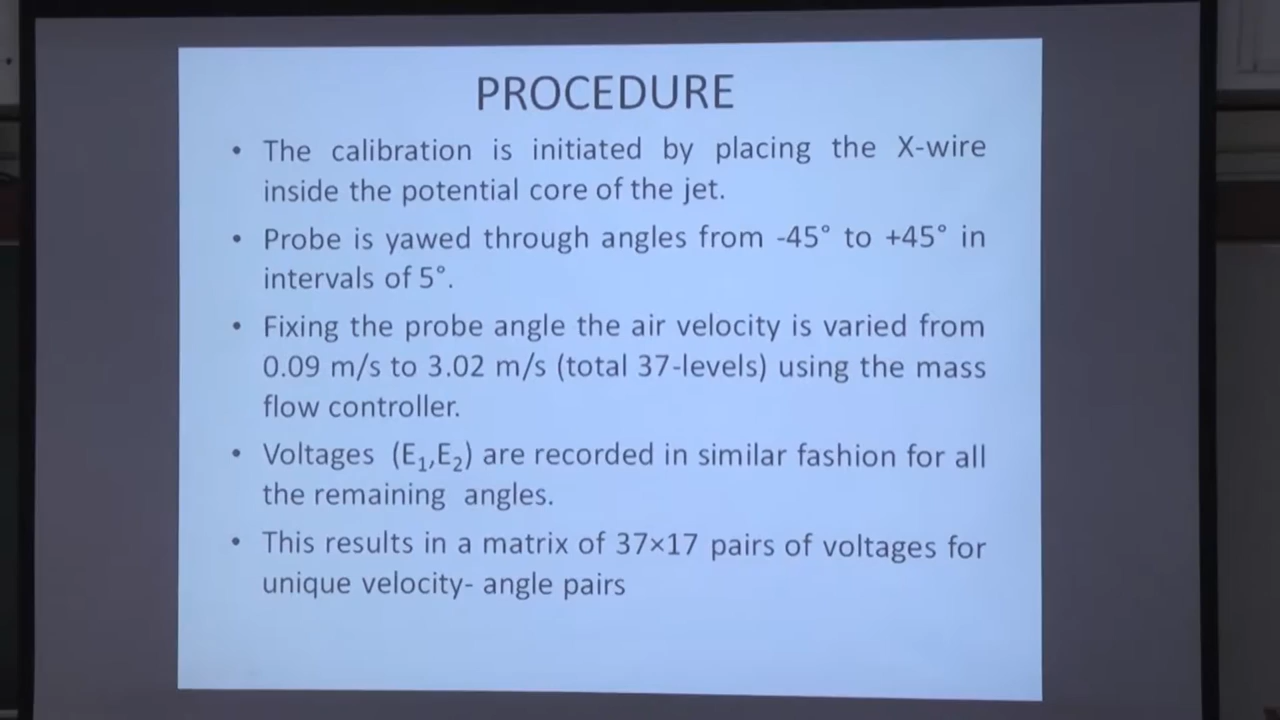 PROCEDURE
• The calibration is initiated by placing the X-wire
inside the potential core of the jet.
• Probe is yawed through angles from -45° to +45° in
intervals of 5°.
• Fixing the probe angle the air velocity is varied from
0.09 m/s to 3.02 m/s (total 37-levels) using the mass
flow controller.
• Voltages (E₁,E₂) are recorded in similar fashion for all
the remaining angles.
• This results in a matrix of 37×17 pairs of voltages for
unique velocity- angle pairs